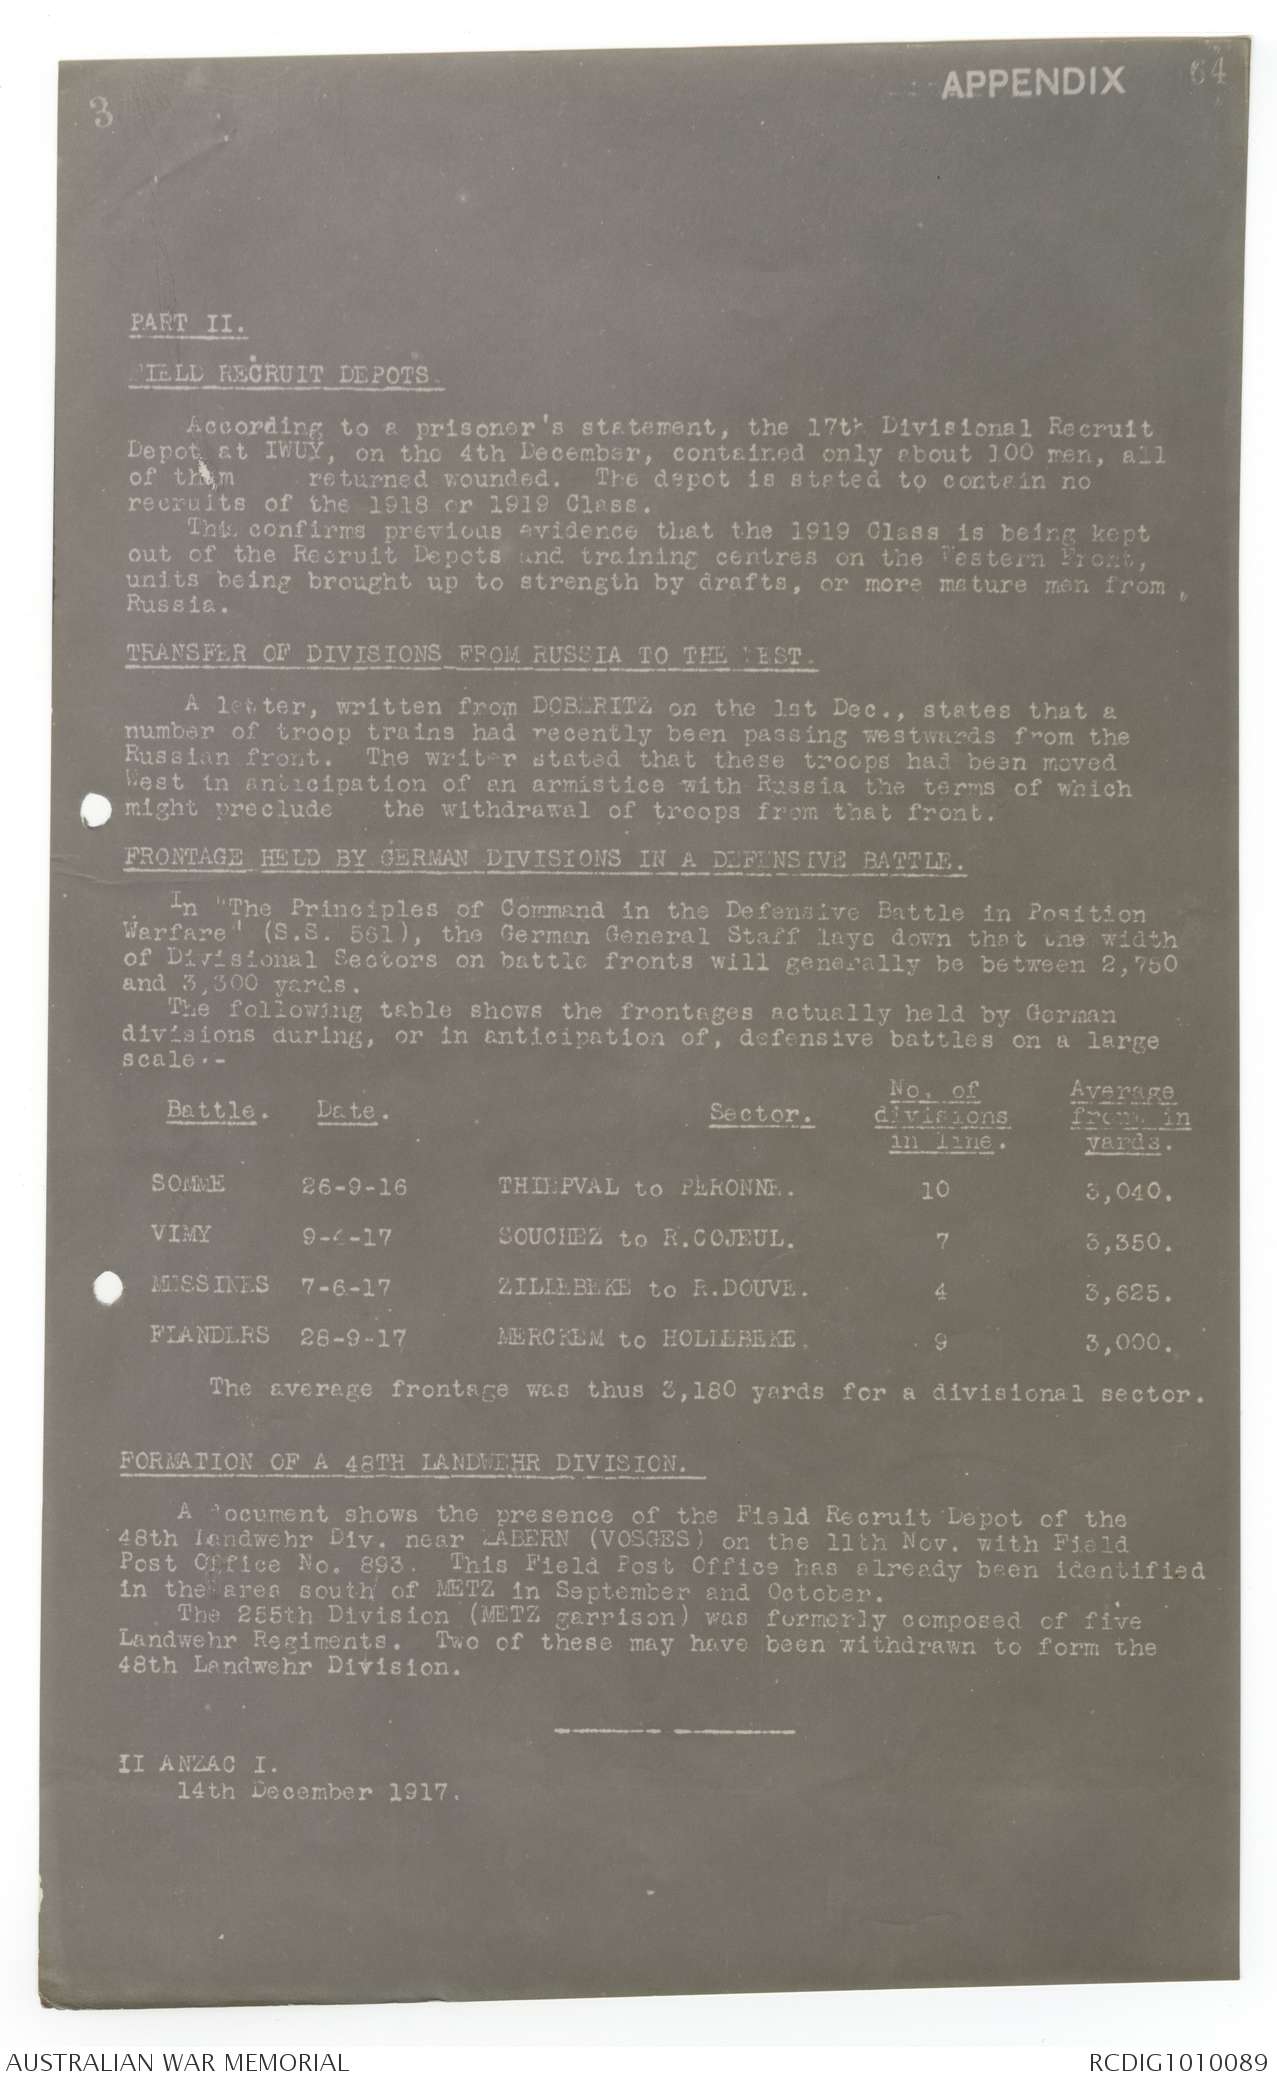 3
APPENDIX 64
PART II.
FIELD RECRUIT DEPOTS.
According to a prisoner's statement, the 17th Divisional Recruit
Depot at IWUY, on the 4th December, contained only about 100 men, all
of them returned wounded. The depot is stated to contain no
recruits of the 1918 or 1919 Class.
This confirms previous evidence that the 1919 Class is being kept
out of the Recruit Depots and training centres on the Western Front,
units being brought up to strength by drafts, or more mature men from,
Russia.
TRANSFER OF DIVISIONS FROM RUSSIA TO THE WEST.
A letter, written from DOBERITZ on the 1st Dec., states that a
number of troop trains had recently been passing westwards from the
Russian front. The writer stated that these troops had been moved
West in anticipation of an armistice with Russia the terms of which
might preclude the withdrawal of troops from that front.
FRONTAGE HELD BY GERMAN DIVISIONS IN A DEFENSIVE BATTLE.
In "The Principles of Command in the Defensive Battle in Position
Warfare" (S.S. 561), the German General Staff lays down that the width
of Divisional Sectors on battle fronts will generally be between 2,750
and 3,300 yards.
The following table shows the frontages actually held by German
divisions during, or in anticipation of, defensive battles on a large
scale.-
Battle. Date. Sector. No. of divisions in line. Average front in yards.
SOMME 26-9-16 THIEPVAL to PERONNE. 10 3,040.
VIMY 9-4-17 SOUCHEZ to R.COJEUL. 7 3,350.
MESSINES 7-6-17 ZILLEBEKE to R.DOUVE. 4 3,625.
FLANDERS 28-9-17 MERCKEM to HOLLEBEKE. 9 3,000.
The average frontage was thus 3,180 yards for a divisional sector.
FORMATION OF A 48TH LANDWEHR DIVISION.
A document shows the presence of the Field Recruit Depot of the
48th Landwehr Div. near ZABERN (VOSGES) on the 11th Nov. with Field
Post Office No. 893. This Field Post Office has already been identified
in the area south of METZ in September and October.
The 255th Division (METZ garrison) was formerly composed of five
Landwehr Regiments. Two of these may have been withdrawn to form the
48th Landwehr Division.
II ANZAC I.
14th December 1917.
AUSTRALIAN WAR MEMORIAL RCDIG1010089